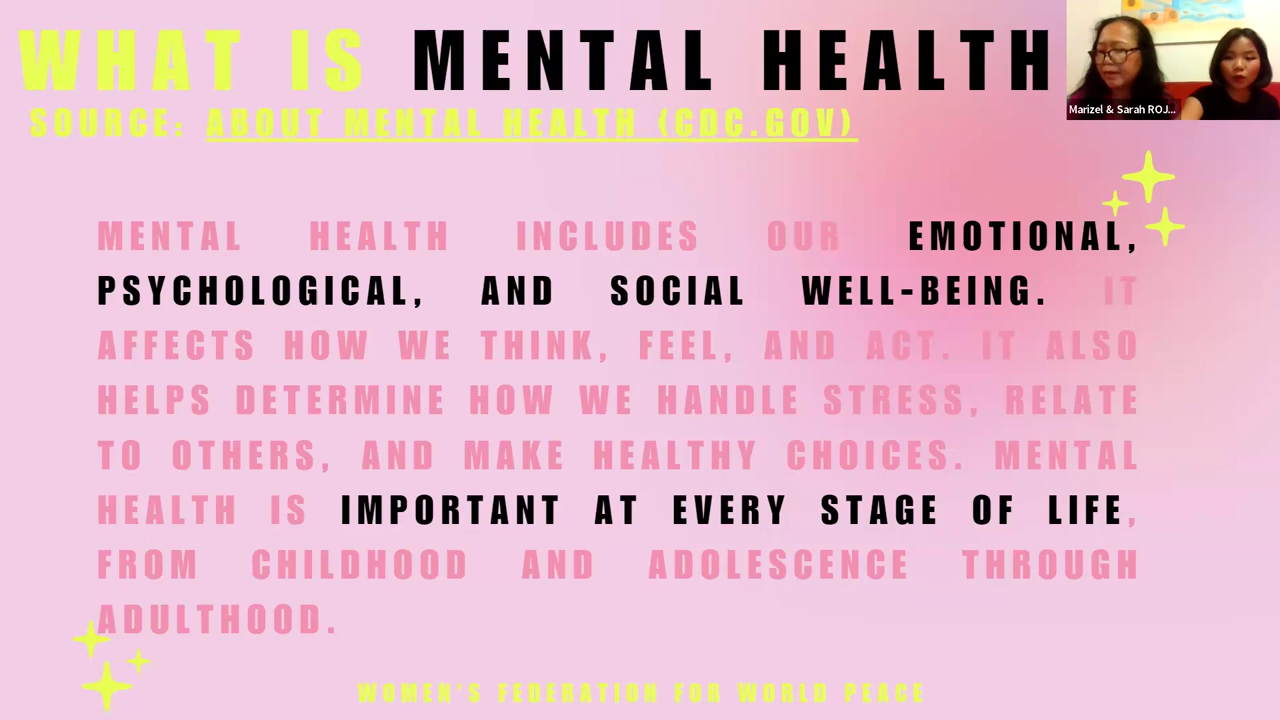 WHAT IS MENTAL HEALTH
SOURCE: ABOUT MENTAL HEALTH (CDC.GOV)
Marizel & Sarah ROJ...
MENTAL HEALTH INCLUDES OUR EMOTIONAL,
PSYCHOLOGICAL, AND SOCIAL WELL-BEING. IT
AFFECTS HOW WE THINK, FEEL, AND ACT. IT ALSO
HELPS DETERMINE HOW WE HANDLE STRESS, RELATE
TO OTHERS, AND MAKE HEALTHY CHOICES. MENTAL
HEALTH IS IMPORTANT AT EVERY STAGE OF LIFE,
FROM CHILDHOOD AND ADOLESCENCE THROUGH
ADULTHOOD.
WOMEN'S FEDERATION FOR WORLD PEACE